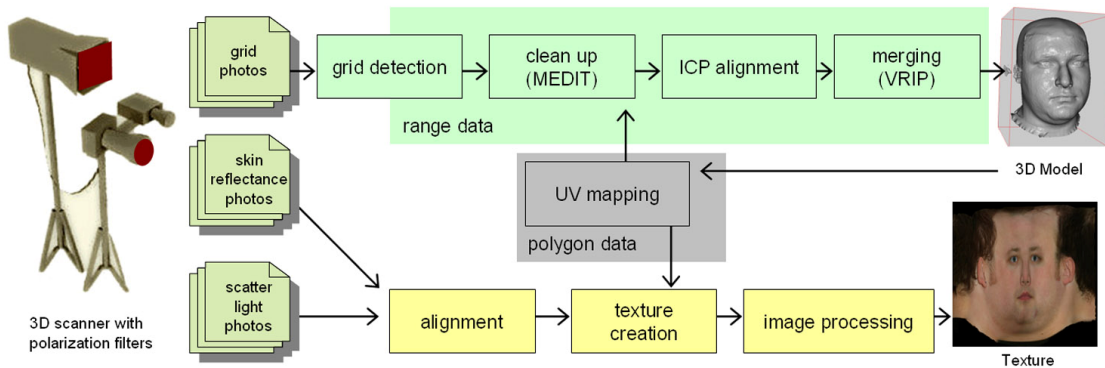 grid
photos
grid detection
clean up
(MEDIT)
ICP alignment
merging
(VRIP)
range data
skin
reflectance
photos
UV mapping
polygon data
3D Model
scatter
light
photos
alignment
texture
creation
image processing
3D scanner with
polarization filters
Texture